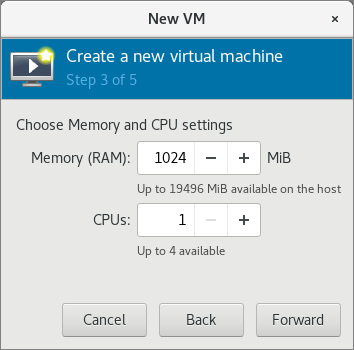 New VM ×
Create a new virtual machine
Step 3 of 5
Choose Memory and CPU settings
Memory (RAM): 1024 − + MiB
Up to 19496 MiB available on the host
CPUs: 1 − +
Up to 4 available
Cancel Back Forward